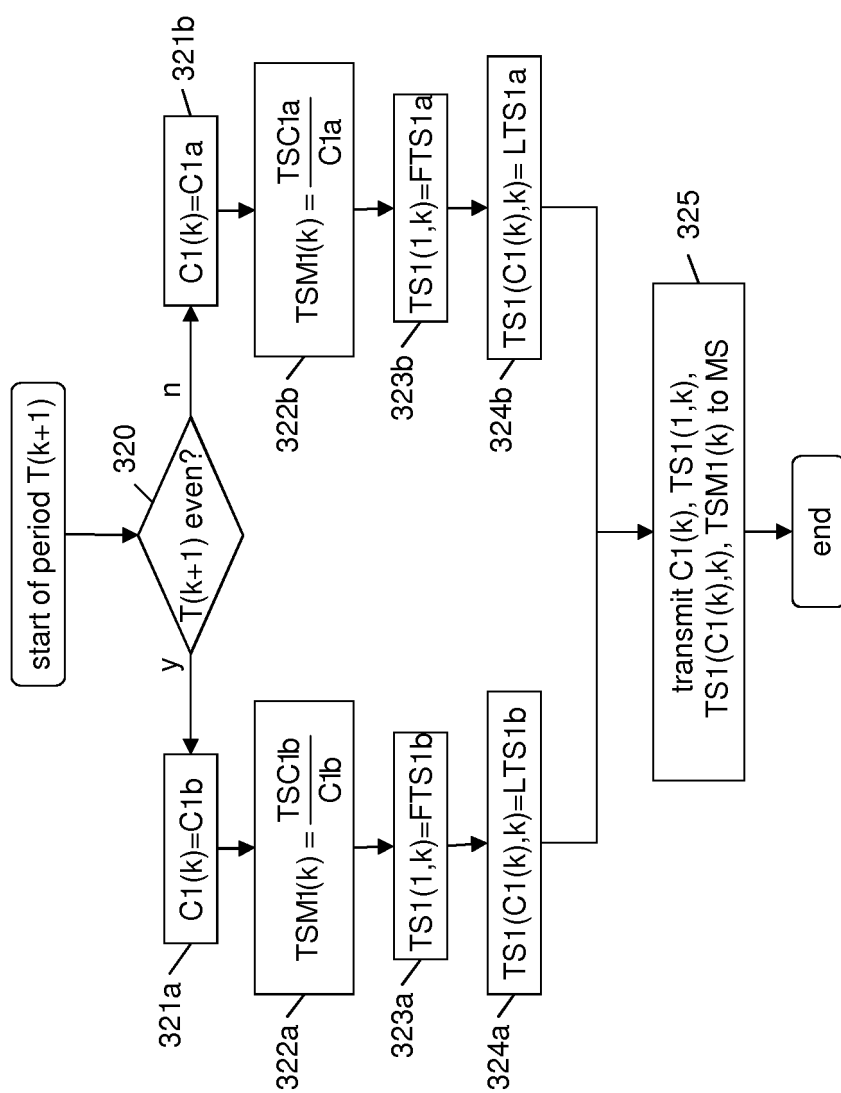 start of period T(k+1)
320
T(k+1) even?
y
n
321a
C1(k)=C1b
C1(k)=C1a
321b
322a
TSM1(k) = TSC1b
C1b
322b
TSM1(k) = TSC1a
C1a
323a
TS1(1,k)=FTS1b
323b
TS1(1,k)=FTS1a
324a
TS1(C1(k),k)=LTS1b
324b
TS1(C1(k),k)= LTS1a
325
transmit C1(k), TS1(1,k),
TS1(C1(k),k), TSM1(k) to MS
end